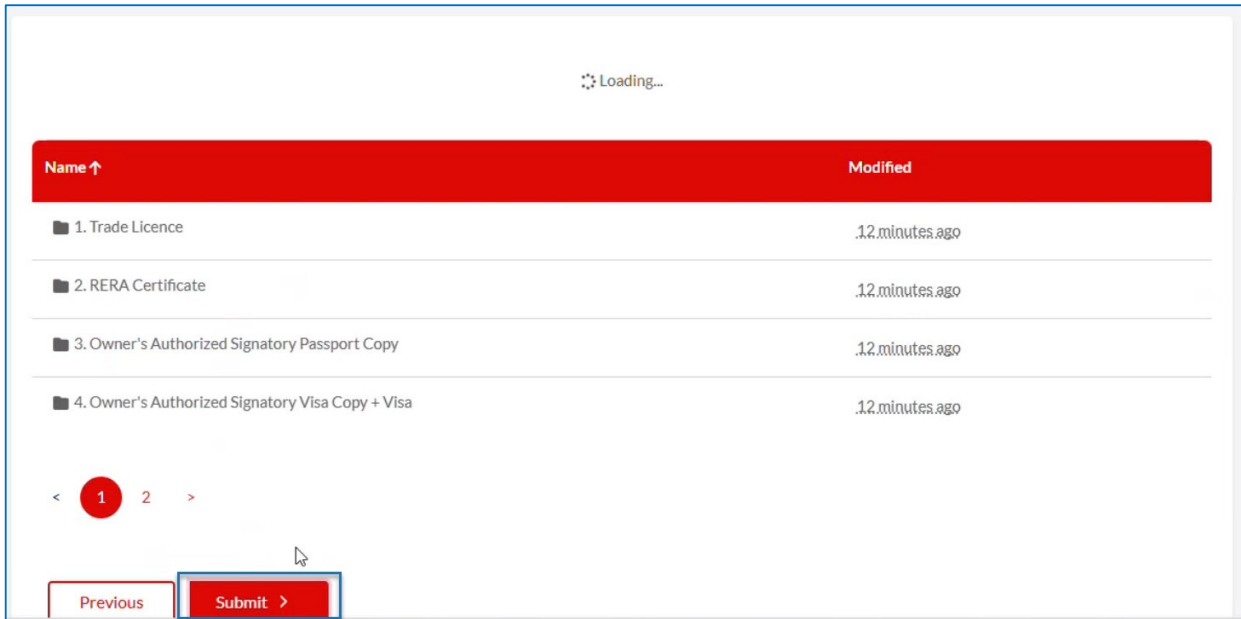 Loading...
Name↑ Modified
1. Trade Licence 12 minutes ago
2. RERA Certificate 12 minutes ago
3. Owner's Authorized Signatory Passport Copy 12 minutes ago
4. Owner's Authorized Signatory Visa Copy + Visa 12 minutes ago
< 1 2 >
Previous Submit >